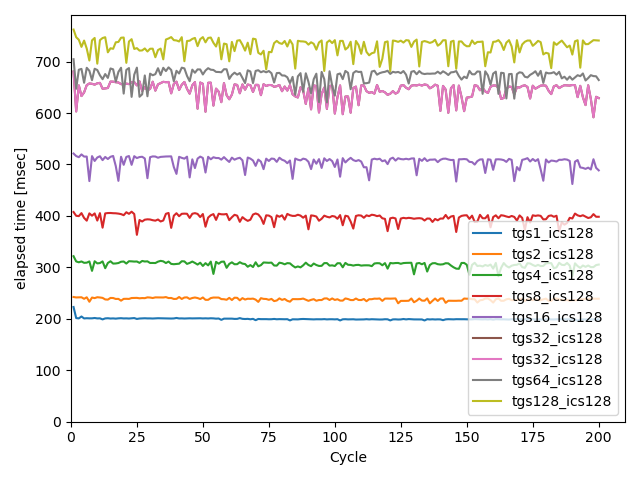 elapsed time [msec]
700
600
500
400
300
200
100
0
0
25
50
75
100
125
150
175
200
Cycle
tgs1_ics128
tgs2_ics128
tgs4_ics128
tgs8_ics128
tgs16_ics128
tgs32_ics128
tgs32_ics128
tgs64_ics128
tgs128_ics128